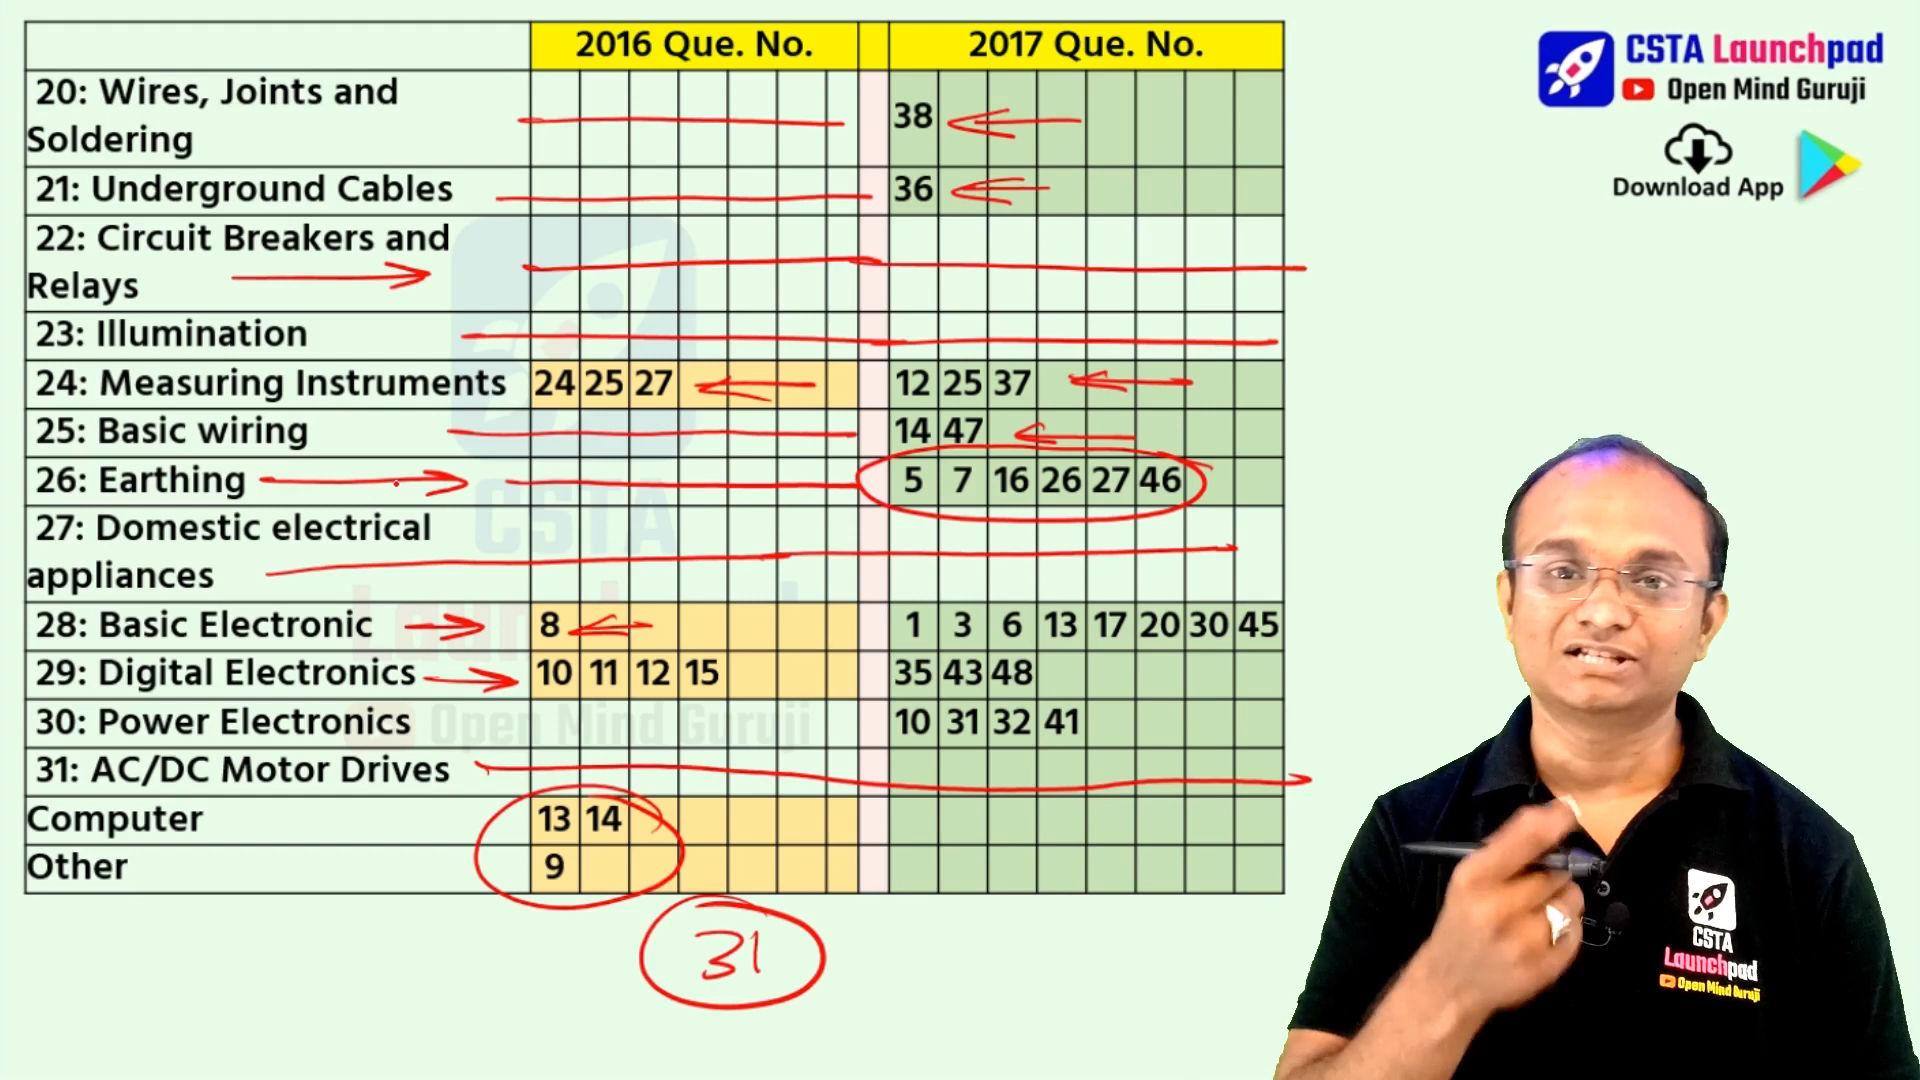 2016 Que. No. 2017 Que. No.
20: Wires, Joints and
Soldering 38
21: Underground Cables 36
22: Circuit Breakers and
Relays
23: Illumination
24: Measuring Instruments 24 25 27 12 25 37
25: Basic wiring 14 47
26: Earthing 5 7 16 26 27 46
27: Domestic electrical
appliances
28: Basic Electronic 8 1 3 6 13 17 20 30 45
29: Digital Electronics 10 11 12 15 35 43 48
30: Power Electronics 10 31 32 41
31: AC/DC Motor Drives
Computer 13 14
Other 9
31
CSTA Launchpad
Open Mind Guruji
Download App
CSTA
Launchpad
Open Mind Guruji
CSTA
Launchpad
Open Mind Guruji